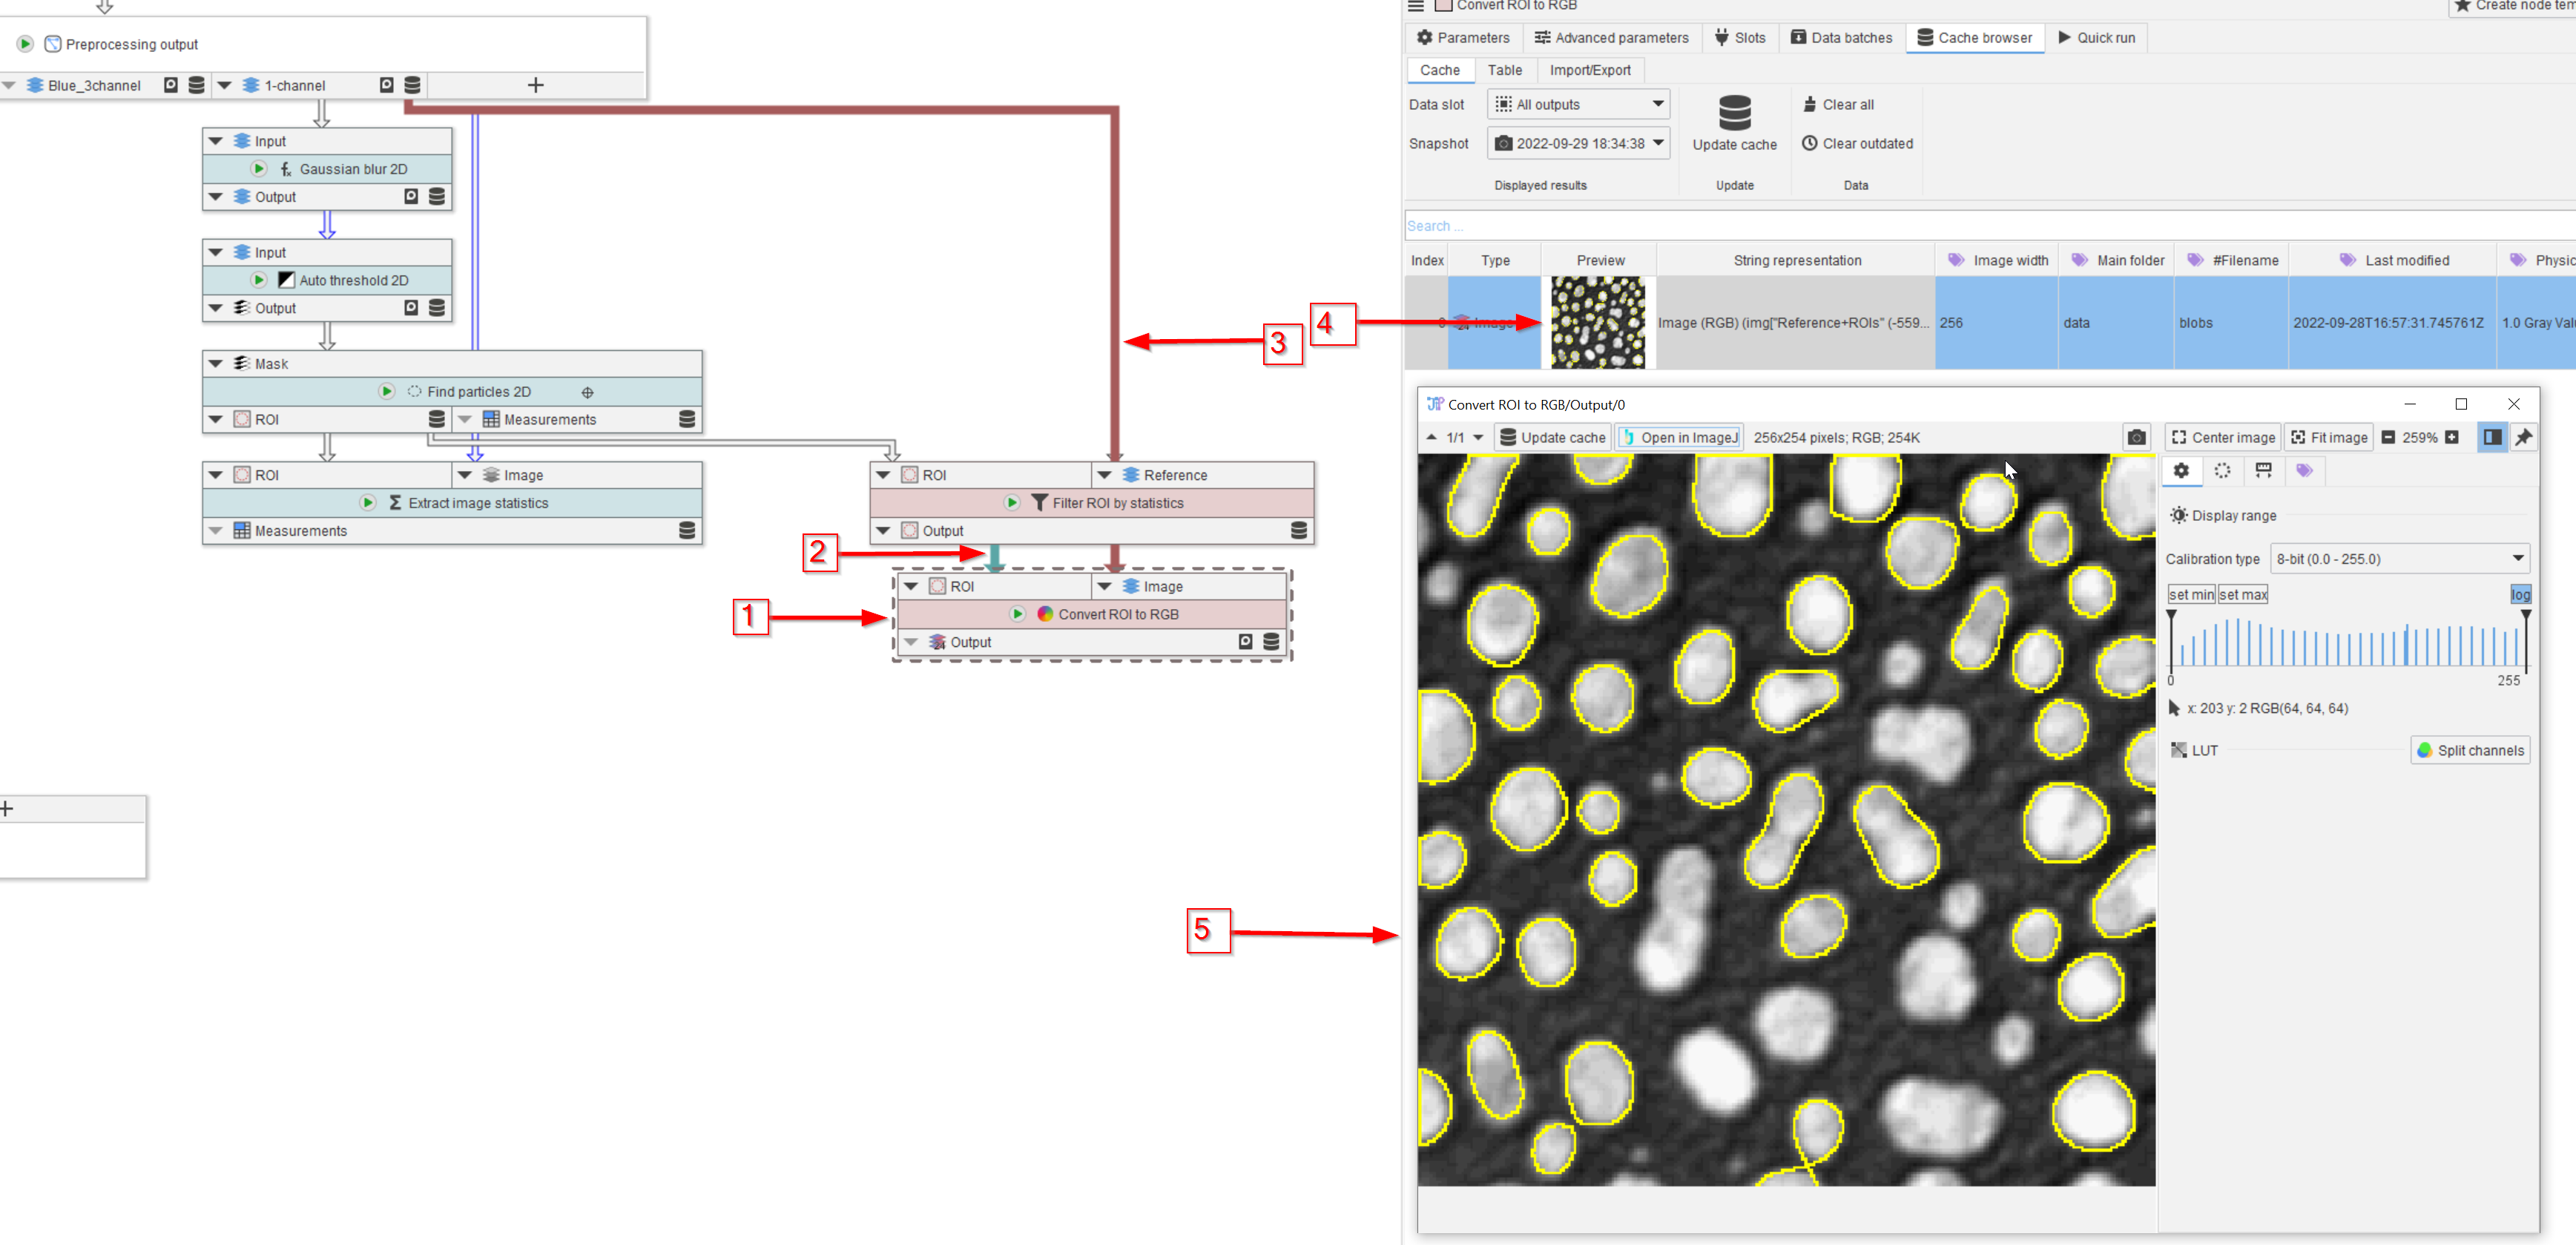 Convert ROI to RGB
Create node tem
Preprocessing output
Parameters
Advanced parameters
Slots
Data batches
Cache browser
Quick run
Cache
Table
Import/Export
Blue_3channel
1-channel
Data slot
All outputs
Clear all
Snapshot
2022-09-29 18:34:38
Update cache
Clear outdated
Displayed results
Update
Data
Input
Gaussian blur 2D
Output
Search ...
Index
Type
Preview
String representation
Image width
Main folder
#Filename
Last modified
Physic
Input
Auto threshold 2D
Output
4
Image
Image (RGB) (img["Reference+ROIs" (-559...
256
data
blobs
2022-09-28T16:57:31.745761Z
1.0 Gray Val
3
Mask
Find particles 2D
ROI
Measurements
Convert ROI to RGB/Output/0
1/1
Update cache
Open in ImageJ
256x254 pixels; RGB; 254K
Center image
Fit image
259%
ROI
Image
Extract image statistics
Measurements
ROI
Reference
Filter ROI by statistics
Output
2
ROI
Image
1
Convert ROI to RGB
24
Output
Display range
Calibration type
8-bit (0.0 - 255.0)
set min
set max
log
0
255
x: 203 y: 2 RGB(64, 64, 64)
LUT
Split channels
5